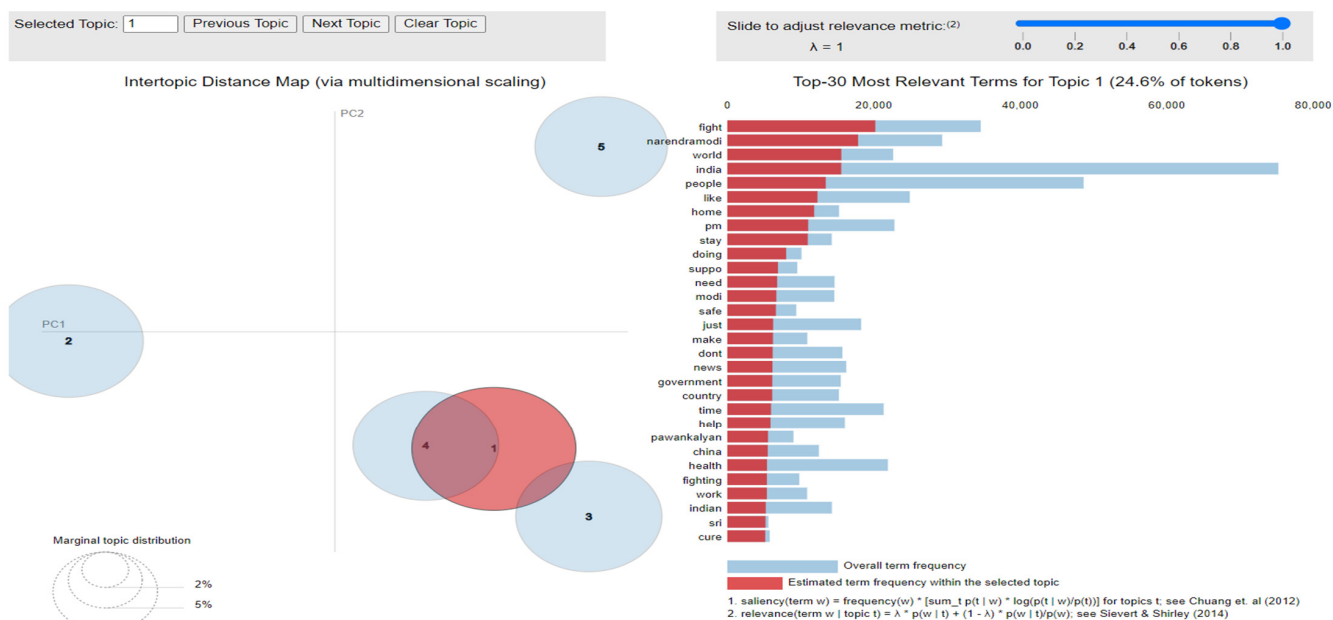 Selected Topic: 1 Previous Topic Next Topic Clear Topic
Slide to adjust relevance metric:(2)
λ = 1
0.0 0.2 0.4 0.6 0.8 1.0
Intertopic Distance Map (via multidimensional scaling)
PC2
5
PC1
2
4
1
3
Marginal topic distribution
2%
5%
Top-30 Most Relevant Terms for Topic 1 (24.6% of tokens)
0 20,000 40,000 60,000 80,000
fight
narendramodi
world
india
people
like
home
pm
stay
doing
suppo
need
modi
safe
just
make
dont
news
government
country
time
help
pawankalyan
china
health
fighting
work
indian
sri
cure
Overall term frequency
Estimated term frequency within the selected topic
1. saliency(term w) = frequency(w) * [sum_t p(t | w) * log(p(t | w)/p(t))] for topics t; see Chuang et. al (2012)
2. relevance(term w | topic t) = λ * p(w | t) + (1 - λ) * p(w | t)/p(w); see Sievert & Shirley (2014)